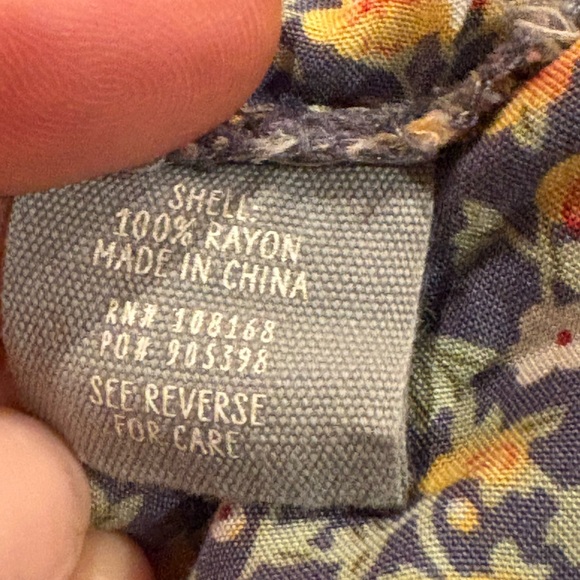 SHELL:
100% RAYON
MADE IN CHINA
RN# 108168
PO# 905398
SEE REVERSE
FOR CARE